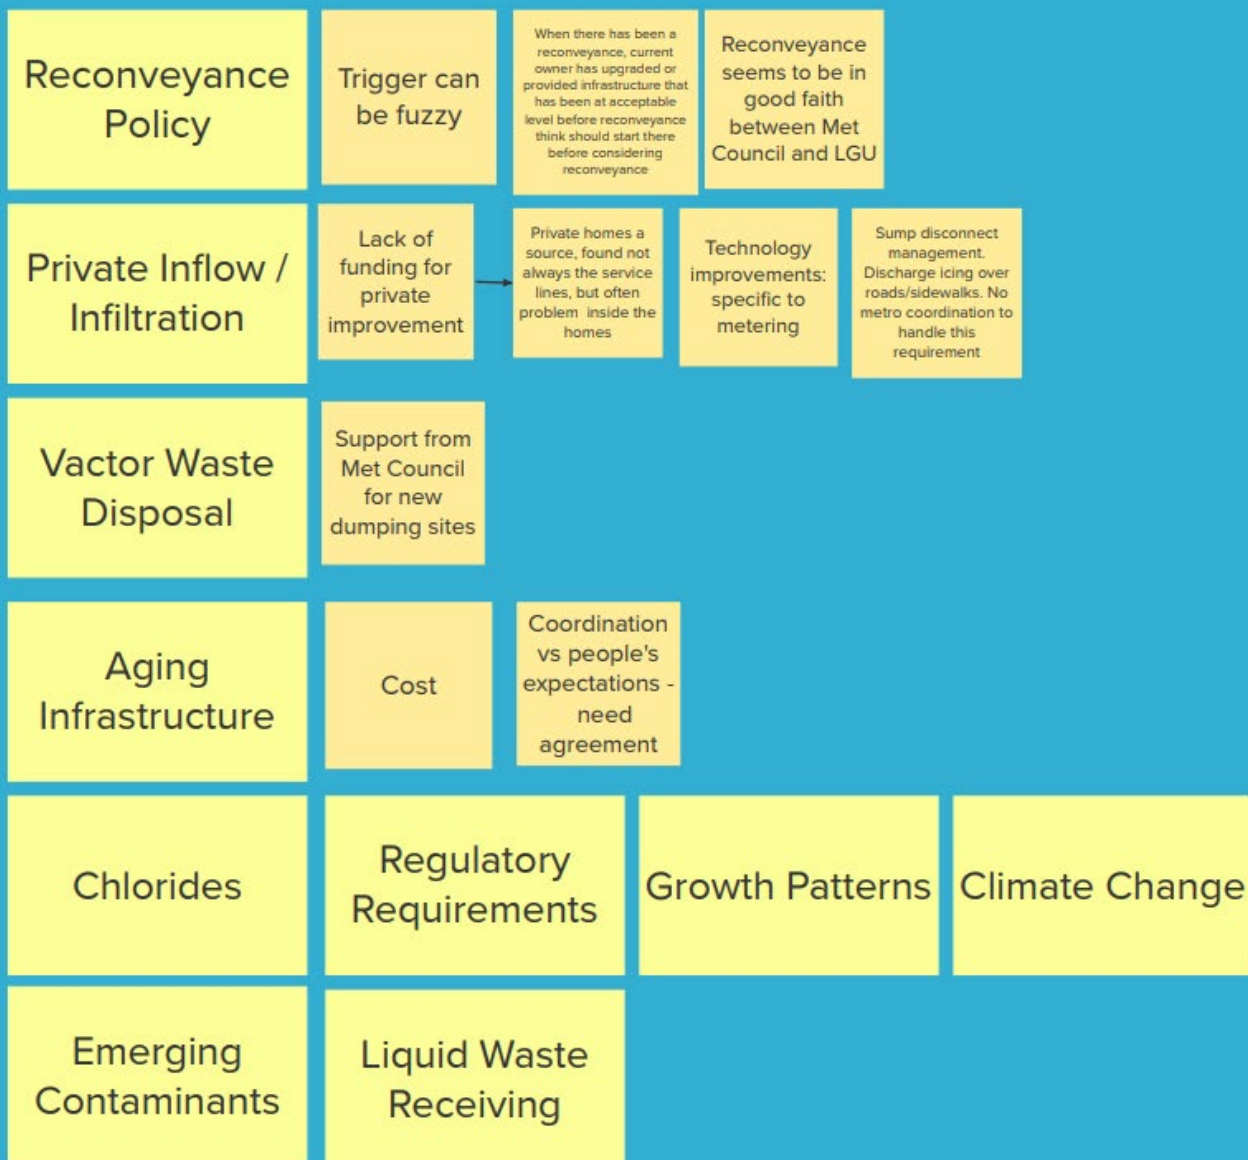 Reconveyance
Policy
Trigger can
be fuzzy
When there has been a
reconveyance, current
owner has upgraded or
provided infrastructure that
has been at acceptable
level before reconveyance
think should start there
before considering
reconveyance
Reconveyance
seems to be in
good faith
between Met
Council and LGU
Private Inflow /
Infiltration
Lack of
funding for
private
improvement
Private homes a
source, found not
always the service
lines, but often
problem inside the
homes
Technology
improvements:
specific to
metering
Sump disconnect
management.
Discharge icing over
roads/sidewalks. No
metro coordination to
handle this
requirement
Vactor Waste
Disposal
Support from
Met Council
for new
dumping sites
Aging
Infrastructure
Cost
Coordination
vs people's
expectations -
need
agreement
Chlorides
Regulatory
Requirements
Growth Patterns
Climate Change
Emerging
Contaminants
Liquid Waste
Receiving